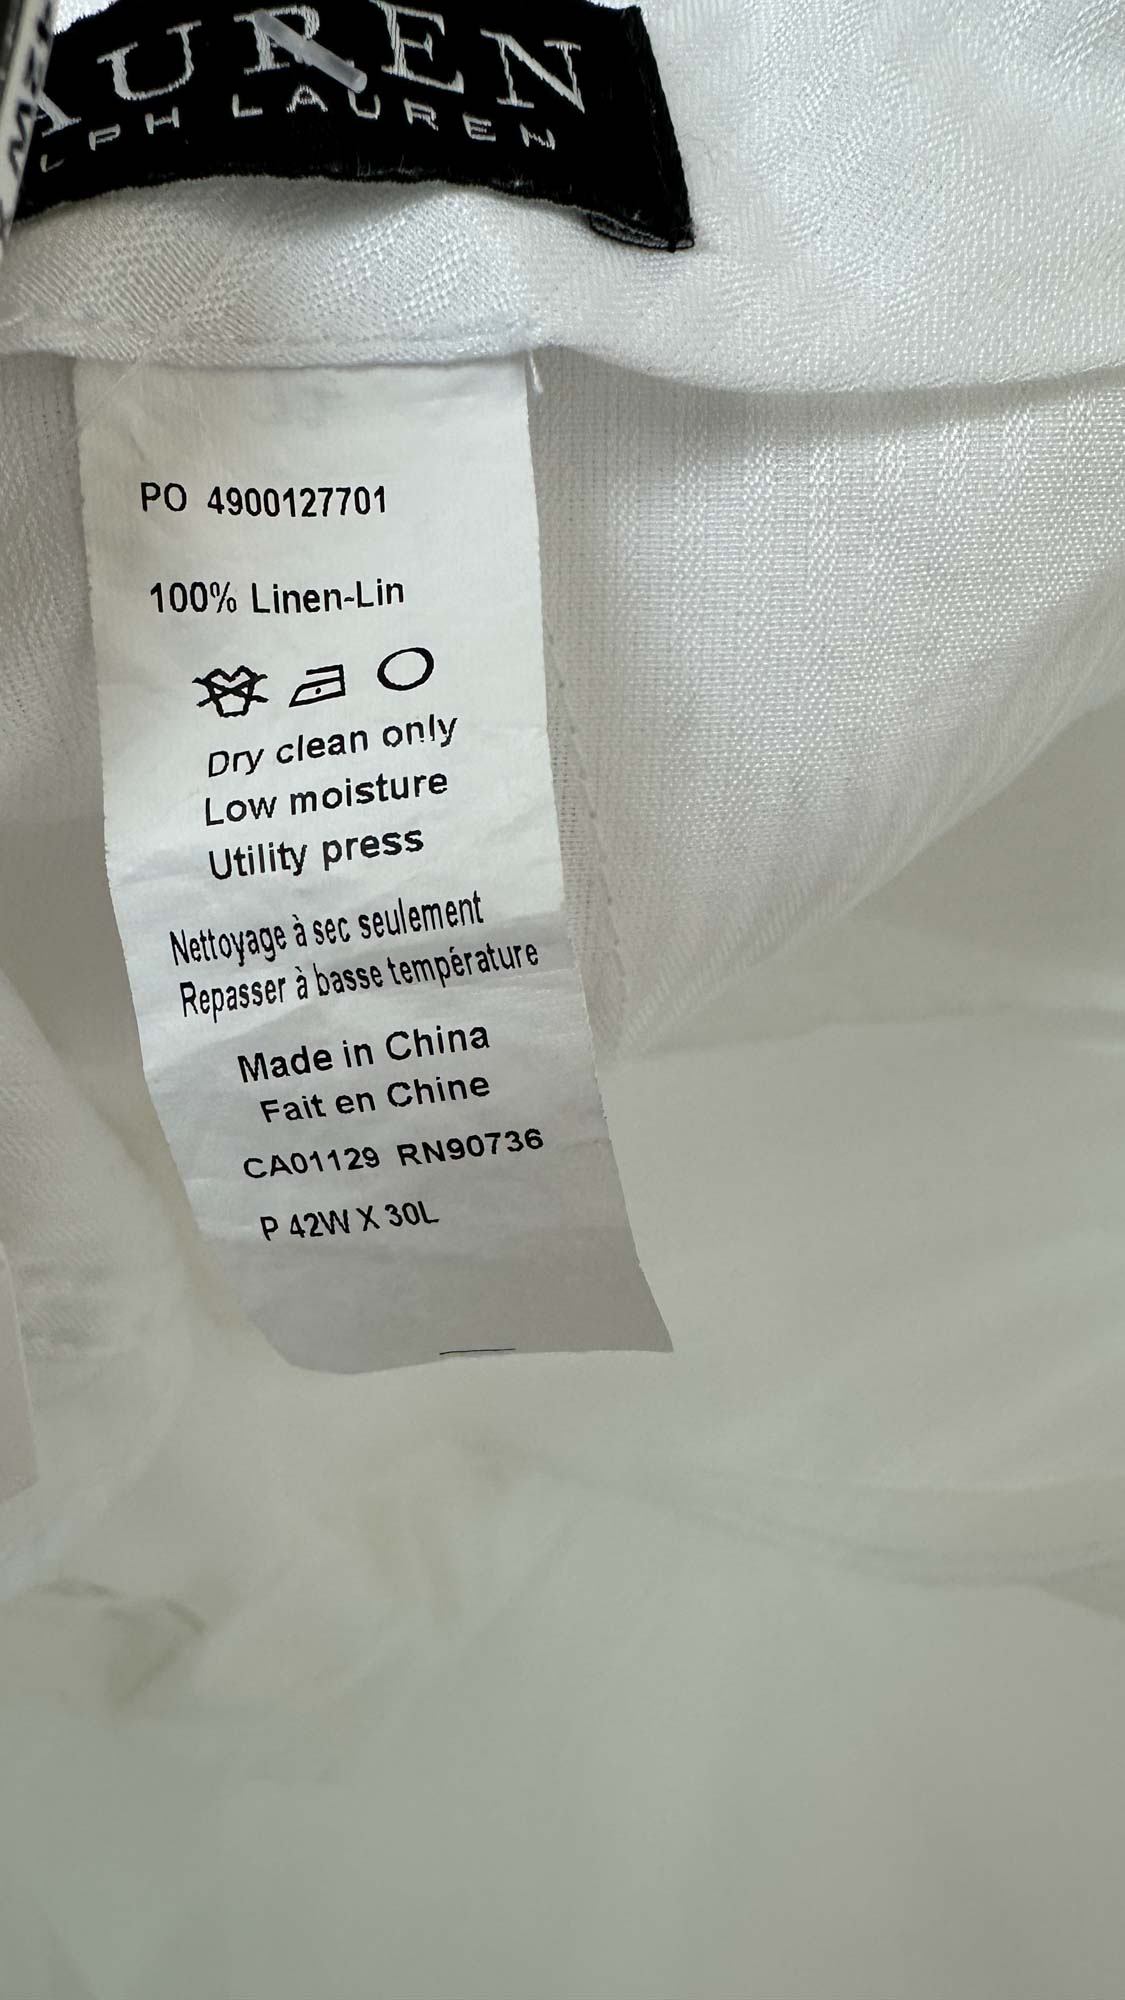 AUREN
LPH LAUREN
PO 4900127701
100% Linen-Lin
Dry clean only
Low moisture
Utility press
Nettoyage à sec seulement
Repasser à basse température
Made in China
Fait en Chine
CA01129 RN90736
P 42W X 30L